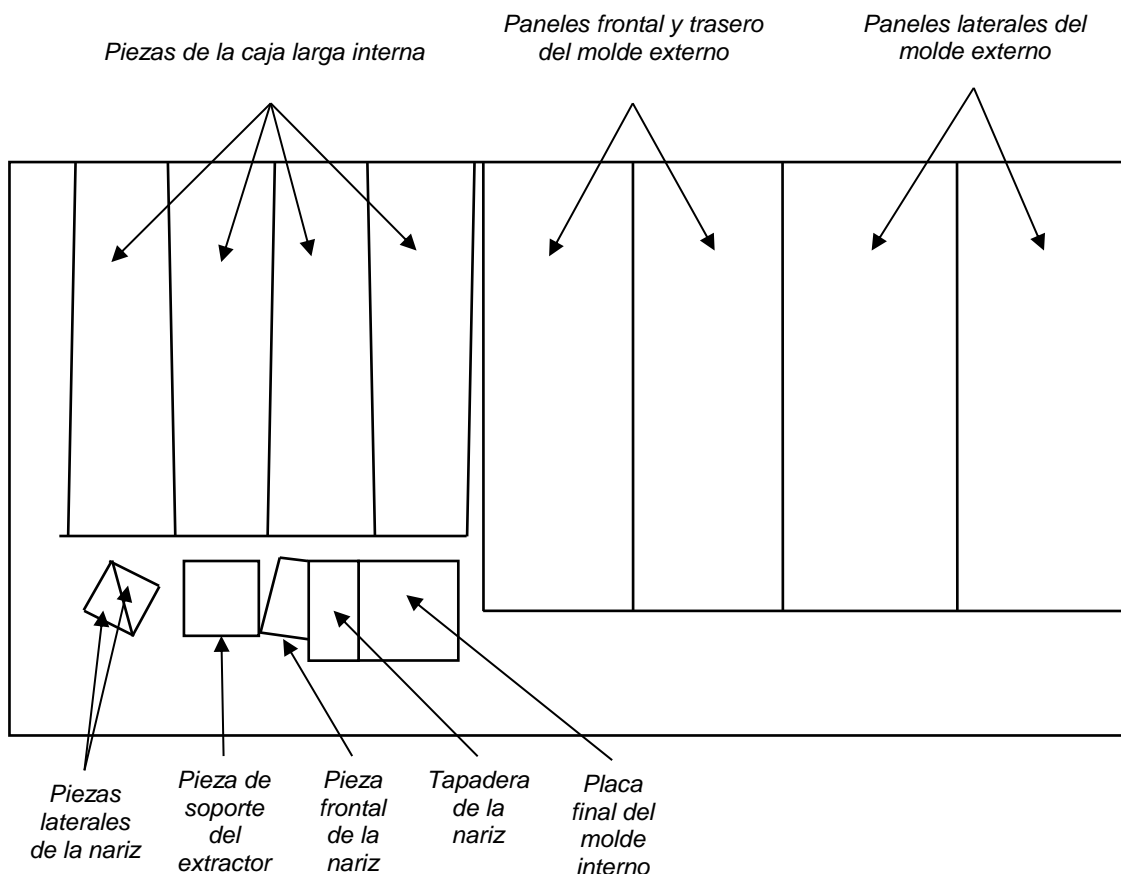 Piezas de la caja larga interna
Paneles frontal y trasero
del molde externo
Paneles laterales del
molde externo
Piezas
laterales
de la nariz
Pieza de
soporte
del
extractor
Pieza
frontal
de la
nariz
Tapadera
de la
nariz
Placa
final del
molde
interno